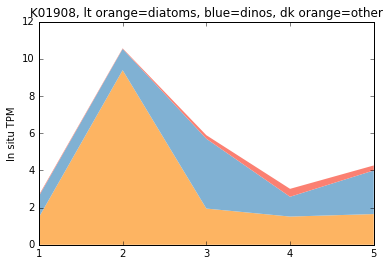 K01908, lt orange=diatoms, blue=dinos, dk orange=other
12
10
8
6
4
2
0
In situ TPM
1 2 3 4 5